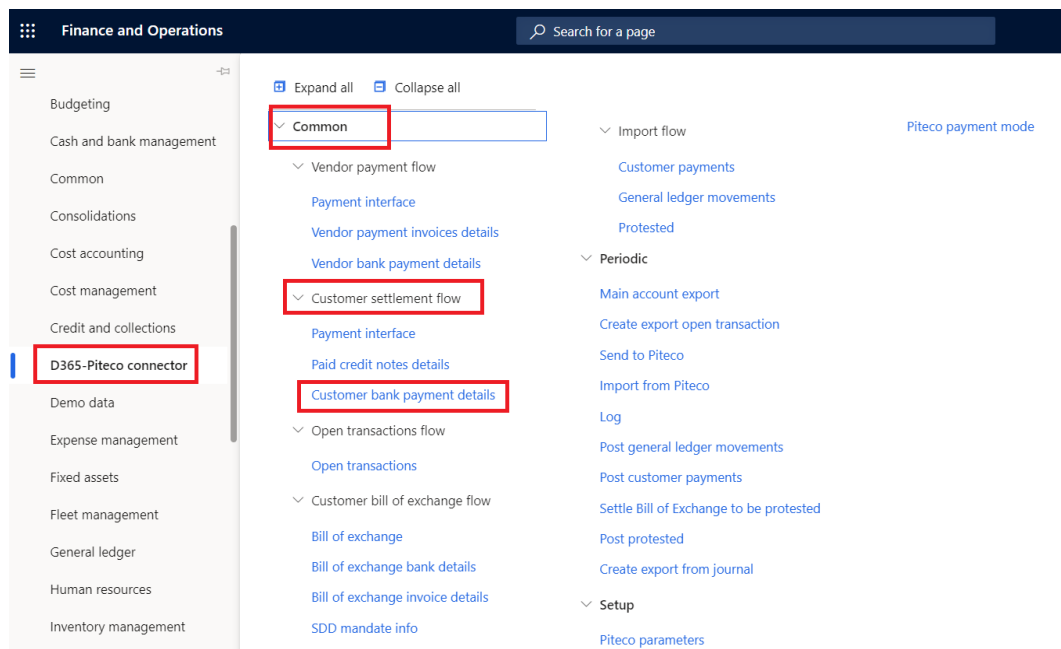 Finance and Operations
Search for a page
Budgeting
Cash and bank management
Common
Consolidations
Cost accounting
Cost management
Credit and collections
D365-Piteco connector
Demo data
Expense management
Fixed assets
Fleet management
General ledger
Human resources
Inventory management
Expand all
Collapse all
Common
Vendor payment flow
Payment interface
Vendor payment invoices details
Vendor bank payment details
Customer settlement flow
Payment interface
Paid credit notes details
Customer bank payment details
Open transactions flow
Open transactions
Customer bill of exchange flow
Bill of exchange
Bill of exchange bank details
Bill of exchange invoice details
SDD mandate info
Import flow
Customer payments
General ledger movements
Protested
Periodic
Main account export
Create export open transaction
Send to Piteco
Import from Piteco
Log
Post general ledger movements
Post customer payments
Settle Bill of Exchange to be protested
Post protested
Create export from journal
Setup
Piteco parameters
Piteco payment mode